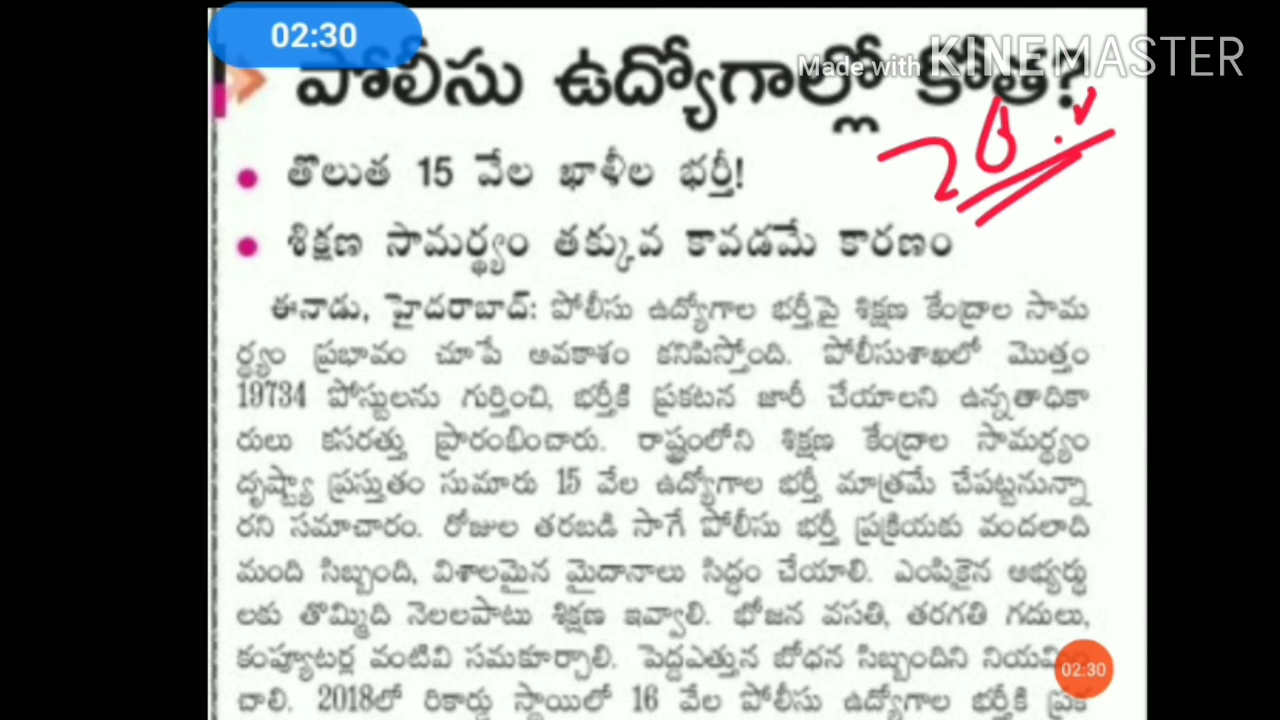 02:30
పోలీసు ఉద్యోగాల్లో కోత?
Made with KINEMASTER
తొలుత 15 వేల ఖాళీల భర్తీ!
శిక్షణ సామర్థ్యం తక్కువ కావడమే కారణం
ఈనాడు, హైదరాబాద్: పోలీసు ఉద్యోగాల భర్తీపై శిక్షణ కేంద్రాల సామ
ర్థ్యం ప్రభావం చూపే అవకాశం కనిపిస్తోంది. పోలీసుశాఖలో మొత్తం
19734 పోస్టులను గుర్తించి, భర్తీకి ప్రకటన జారీ చేయాలని ఉన్నతాధికా
రులు కసరత్తు ప్రారంభించారు. రాష్ట్రంలోని శిక్షణ కేంద్రాల సామర్థ్యం
దృష్ట్యా ప్రస్తుతం సుమారు 15 వేల ఉద్యోగాల భర్తీ మాత్రమే చేపట్టనున్నా
రని సమాచారం. రోజుల తరబడి సాగే పోలీసు భర్తీ ప్రక్రియకు వందలాది
మంది సిబ్బంది, విశాలమైన మైదానాలు సిద్ధం చేయాలి. ఎంపికైన అభ్యర్థు
లకు తొమ్మిది నెలలపాటు శిక్షణ ఇవ్వాలి. భోజన వసతి, తరగతి గదులు,
కంప్యూటర్ల వంటివి సమకూర్చాలి. పెద్దఎత్తున బోధన సిబ్బందిని
02:30
చాలి. 2018లో రికార్డు స్థాయిలో 16 వేల పోలీసు ఉద్యోగాల భర్తీకి ప్రక